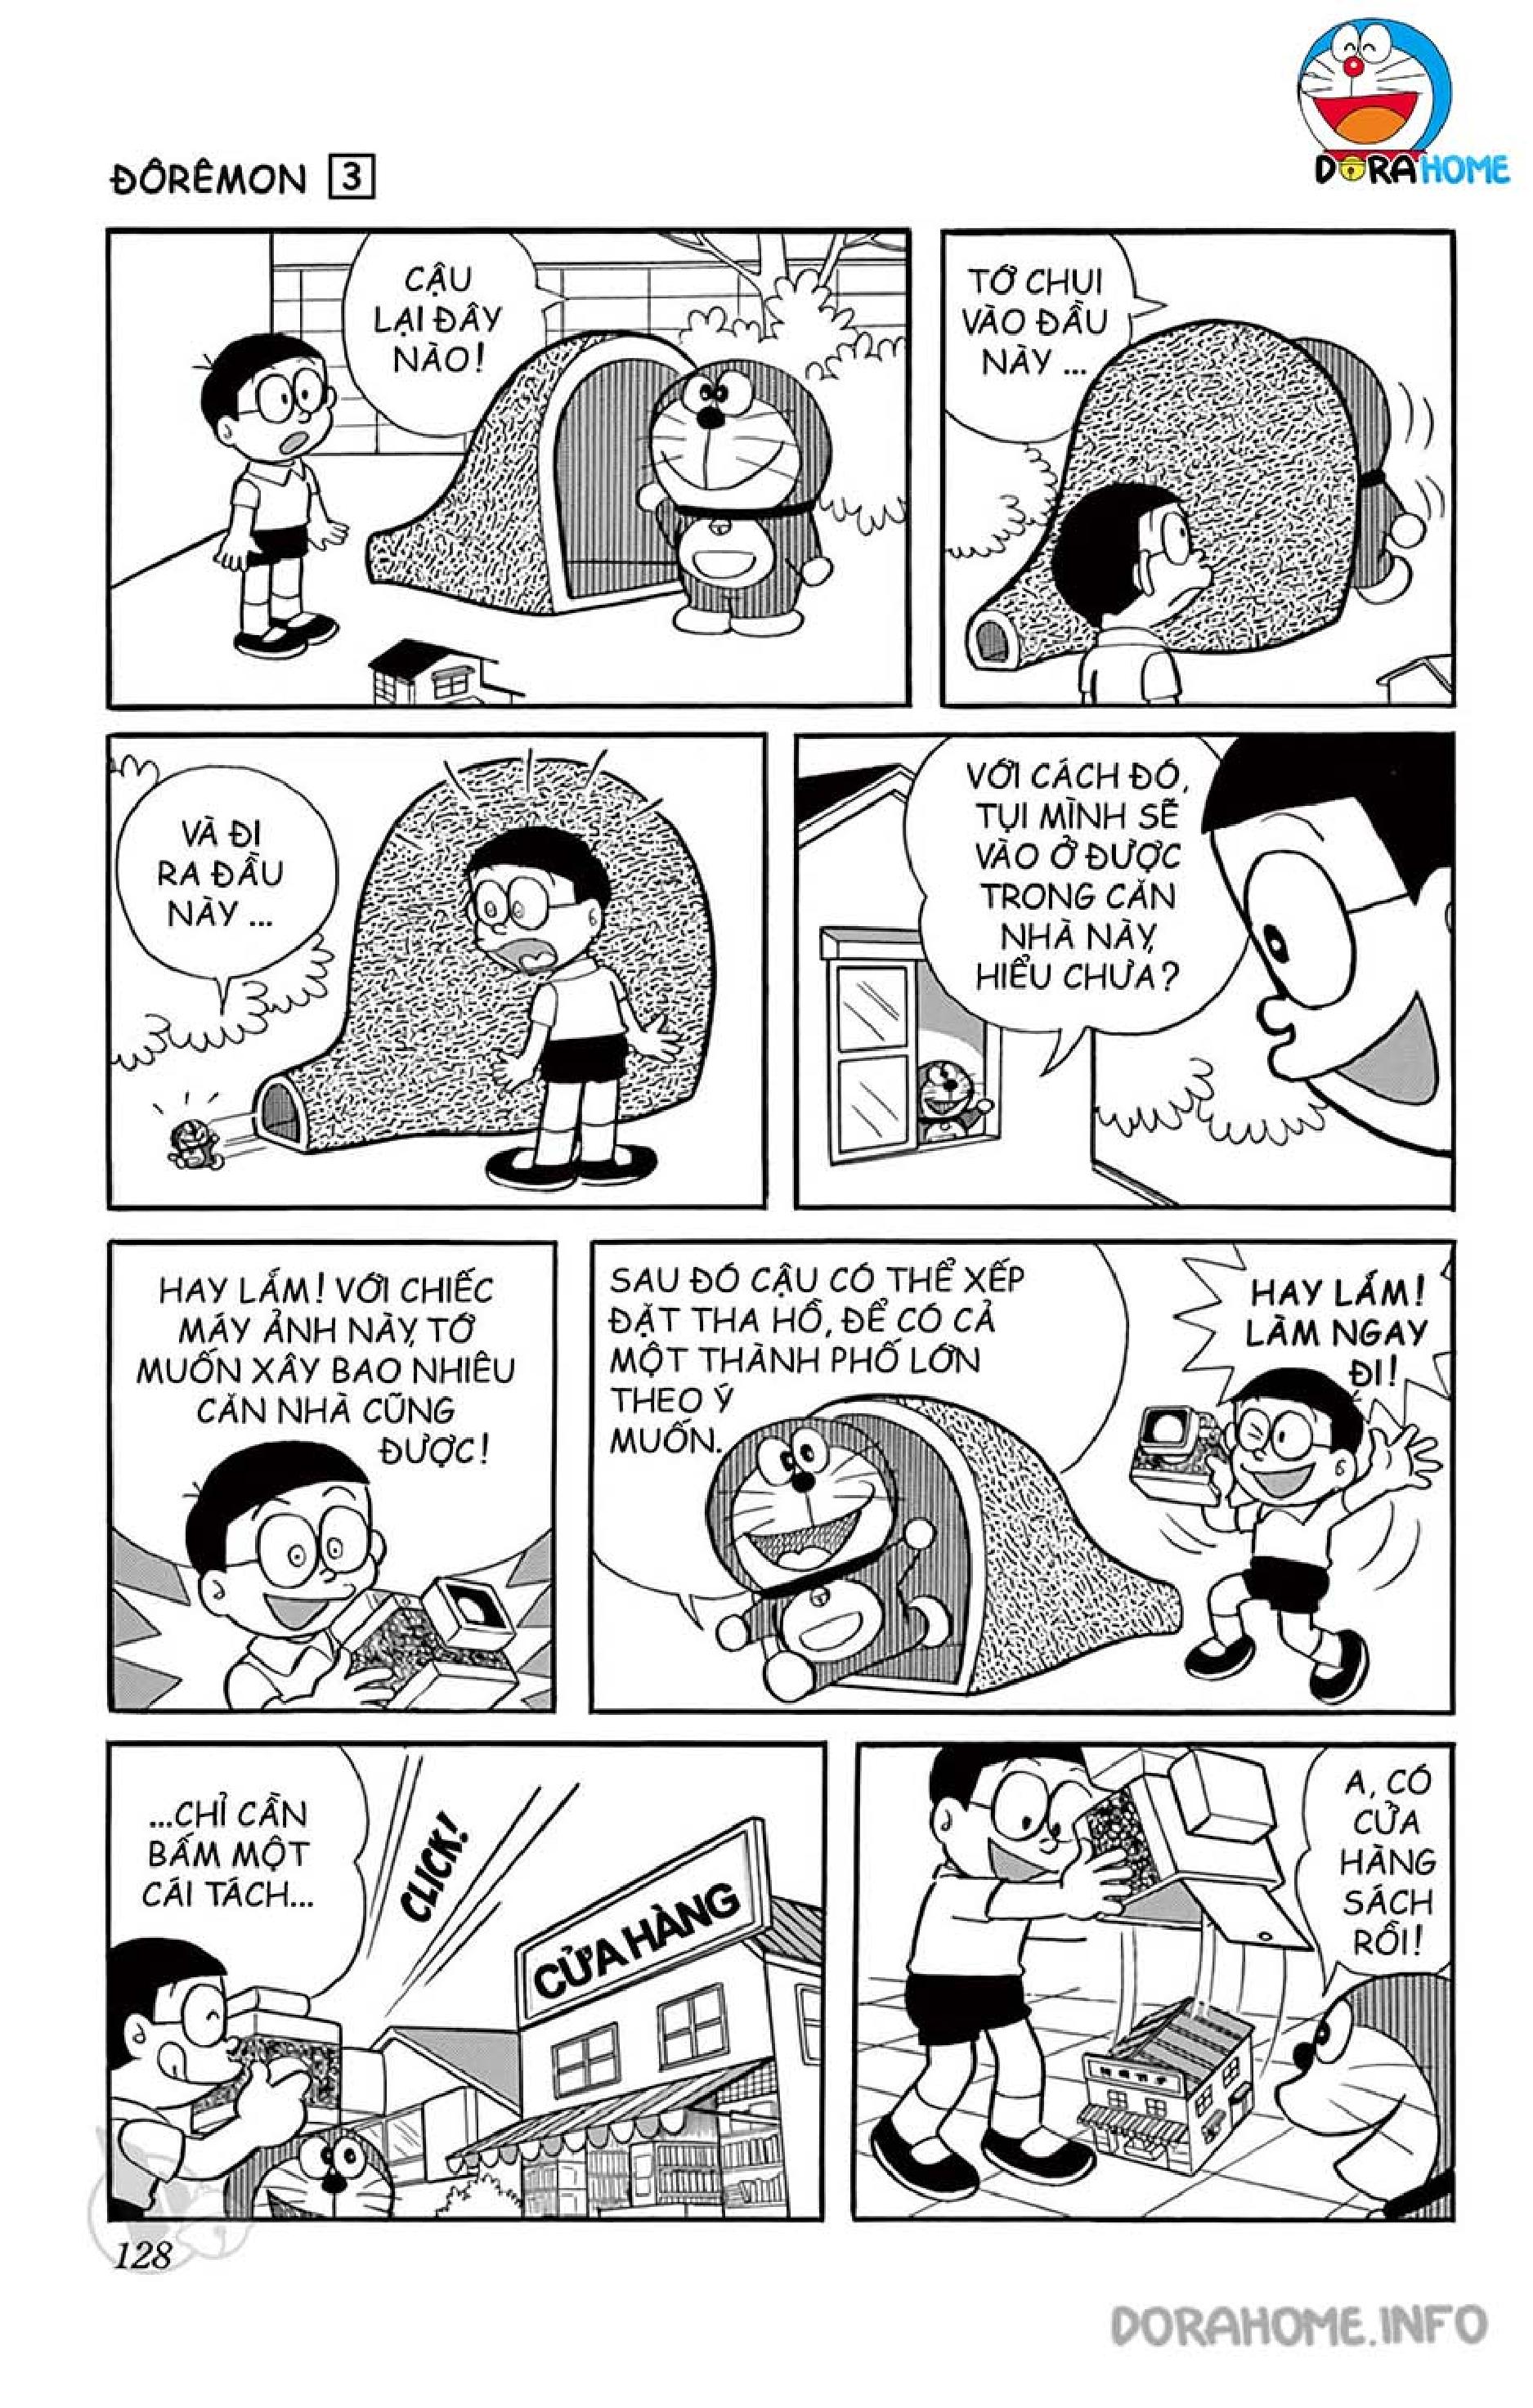 DORAHOME
ĐÔRÊMON 3
CẬU
LẠI ĐÂY
NÀO!
TỚ CHUI
VÀO ĐẦU
NÀY ...
VÀ ĐI
RA ĐẦU
NÀY ...
VỚI CÁCH ĐÓ,
TỤI MÌNH SẼ
VÀO Ở ĐƯỢC
TRONG CĂN
NHÀ NÀY,
HIỂU CHƯA?
HAY LẮM! VỚI CHIẾC
MÁY ẢNH NÀY, TỚ
MUỐN XÂY BAO NHIÊU
CĂN NHÀ CŨNG
ĐƯỢC!
SAU ĐÓ CẬU CÓ THỂ XẾP
ĐẶT THA HỒ, ĐỂ CÓ CẢ
MỘT THÀNH PHỐ LỚN
THEO Ý
MUỐN.
HAY LẮM!
LÀM NGAY
ĐI!
...CHỈ CẦN
BẤM MỘT
CÁI TÁCH...
CLICK!
CỬA HÀNG
A, CÓ
CỬA
HÀNG
SÁCH
RỒI!
128
DORAHOME.INFO